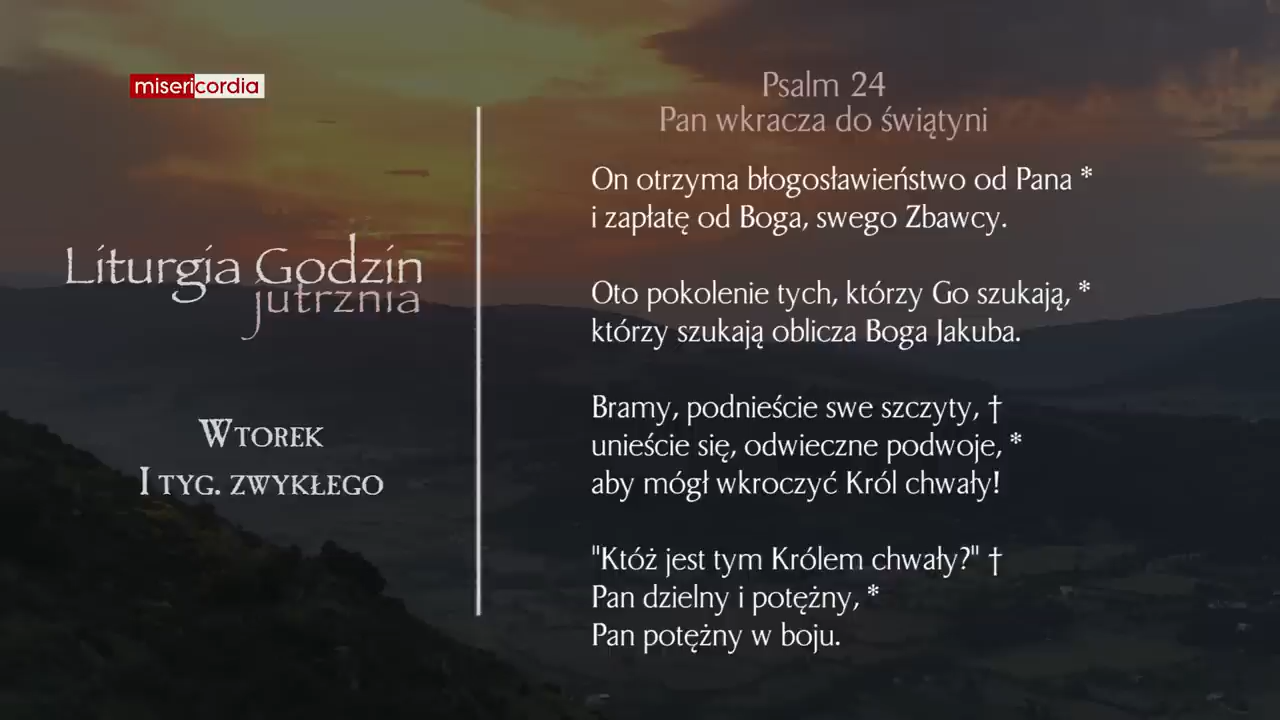 misericordia
Liturgia Godzin
jutrznia
Wtorek
I tyg. zwykłego
Psalm 24
Pan wkracza do świątyni
On otrzyma błogosławieństwo od Pana *
i zapłatę od Boga, swego Zbawcy.
Oto pokolenie tych, którzy Go szukają, *
którzy szukają oblicza Boga Jakuba.
Bramy, podnieście swe szczyty, †
unieście się, odwieczne podwoje, *
aby mógł wkroczyć Król chwały!
"Któż jest tym Królem chwały?" †
Pan dzielny i potężny, *
Pan potężny w boju.